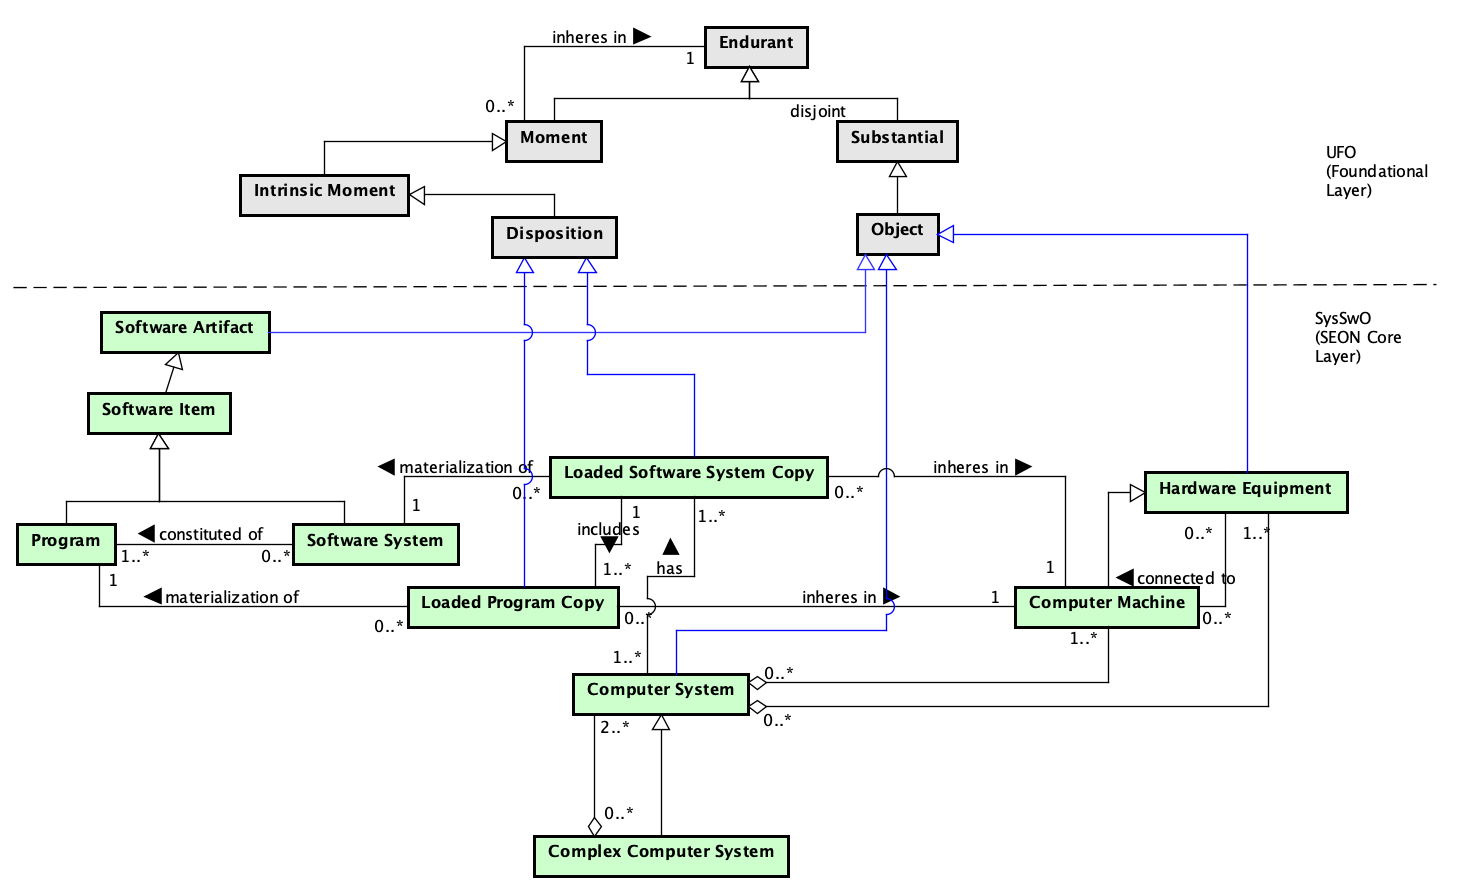 inheres in
Endurant
1
0..*
disjoint
Moment
Substantial
UFO
(Foundational
Layer)
Intrinsic Moment
Disposition
Object
SysSwO
(SEON Core
Layer)
Software Artifact
Software Item
materialization of
Loaded Software System Copy
inheres in
0..*
0..*
Hardware Equipment
1
1
1..*
includes
has
Program
constituted of
Software System
1..*
0..*
0..*
1..*
1..*
1
connected to
1
materialization of
Loaded Program Copy
inheres in
1
Computer Machine
0..*
0..*
0..*
1..*
1..*
Computer System
0..*
0..*
2..*
0..*
Complex Computer System